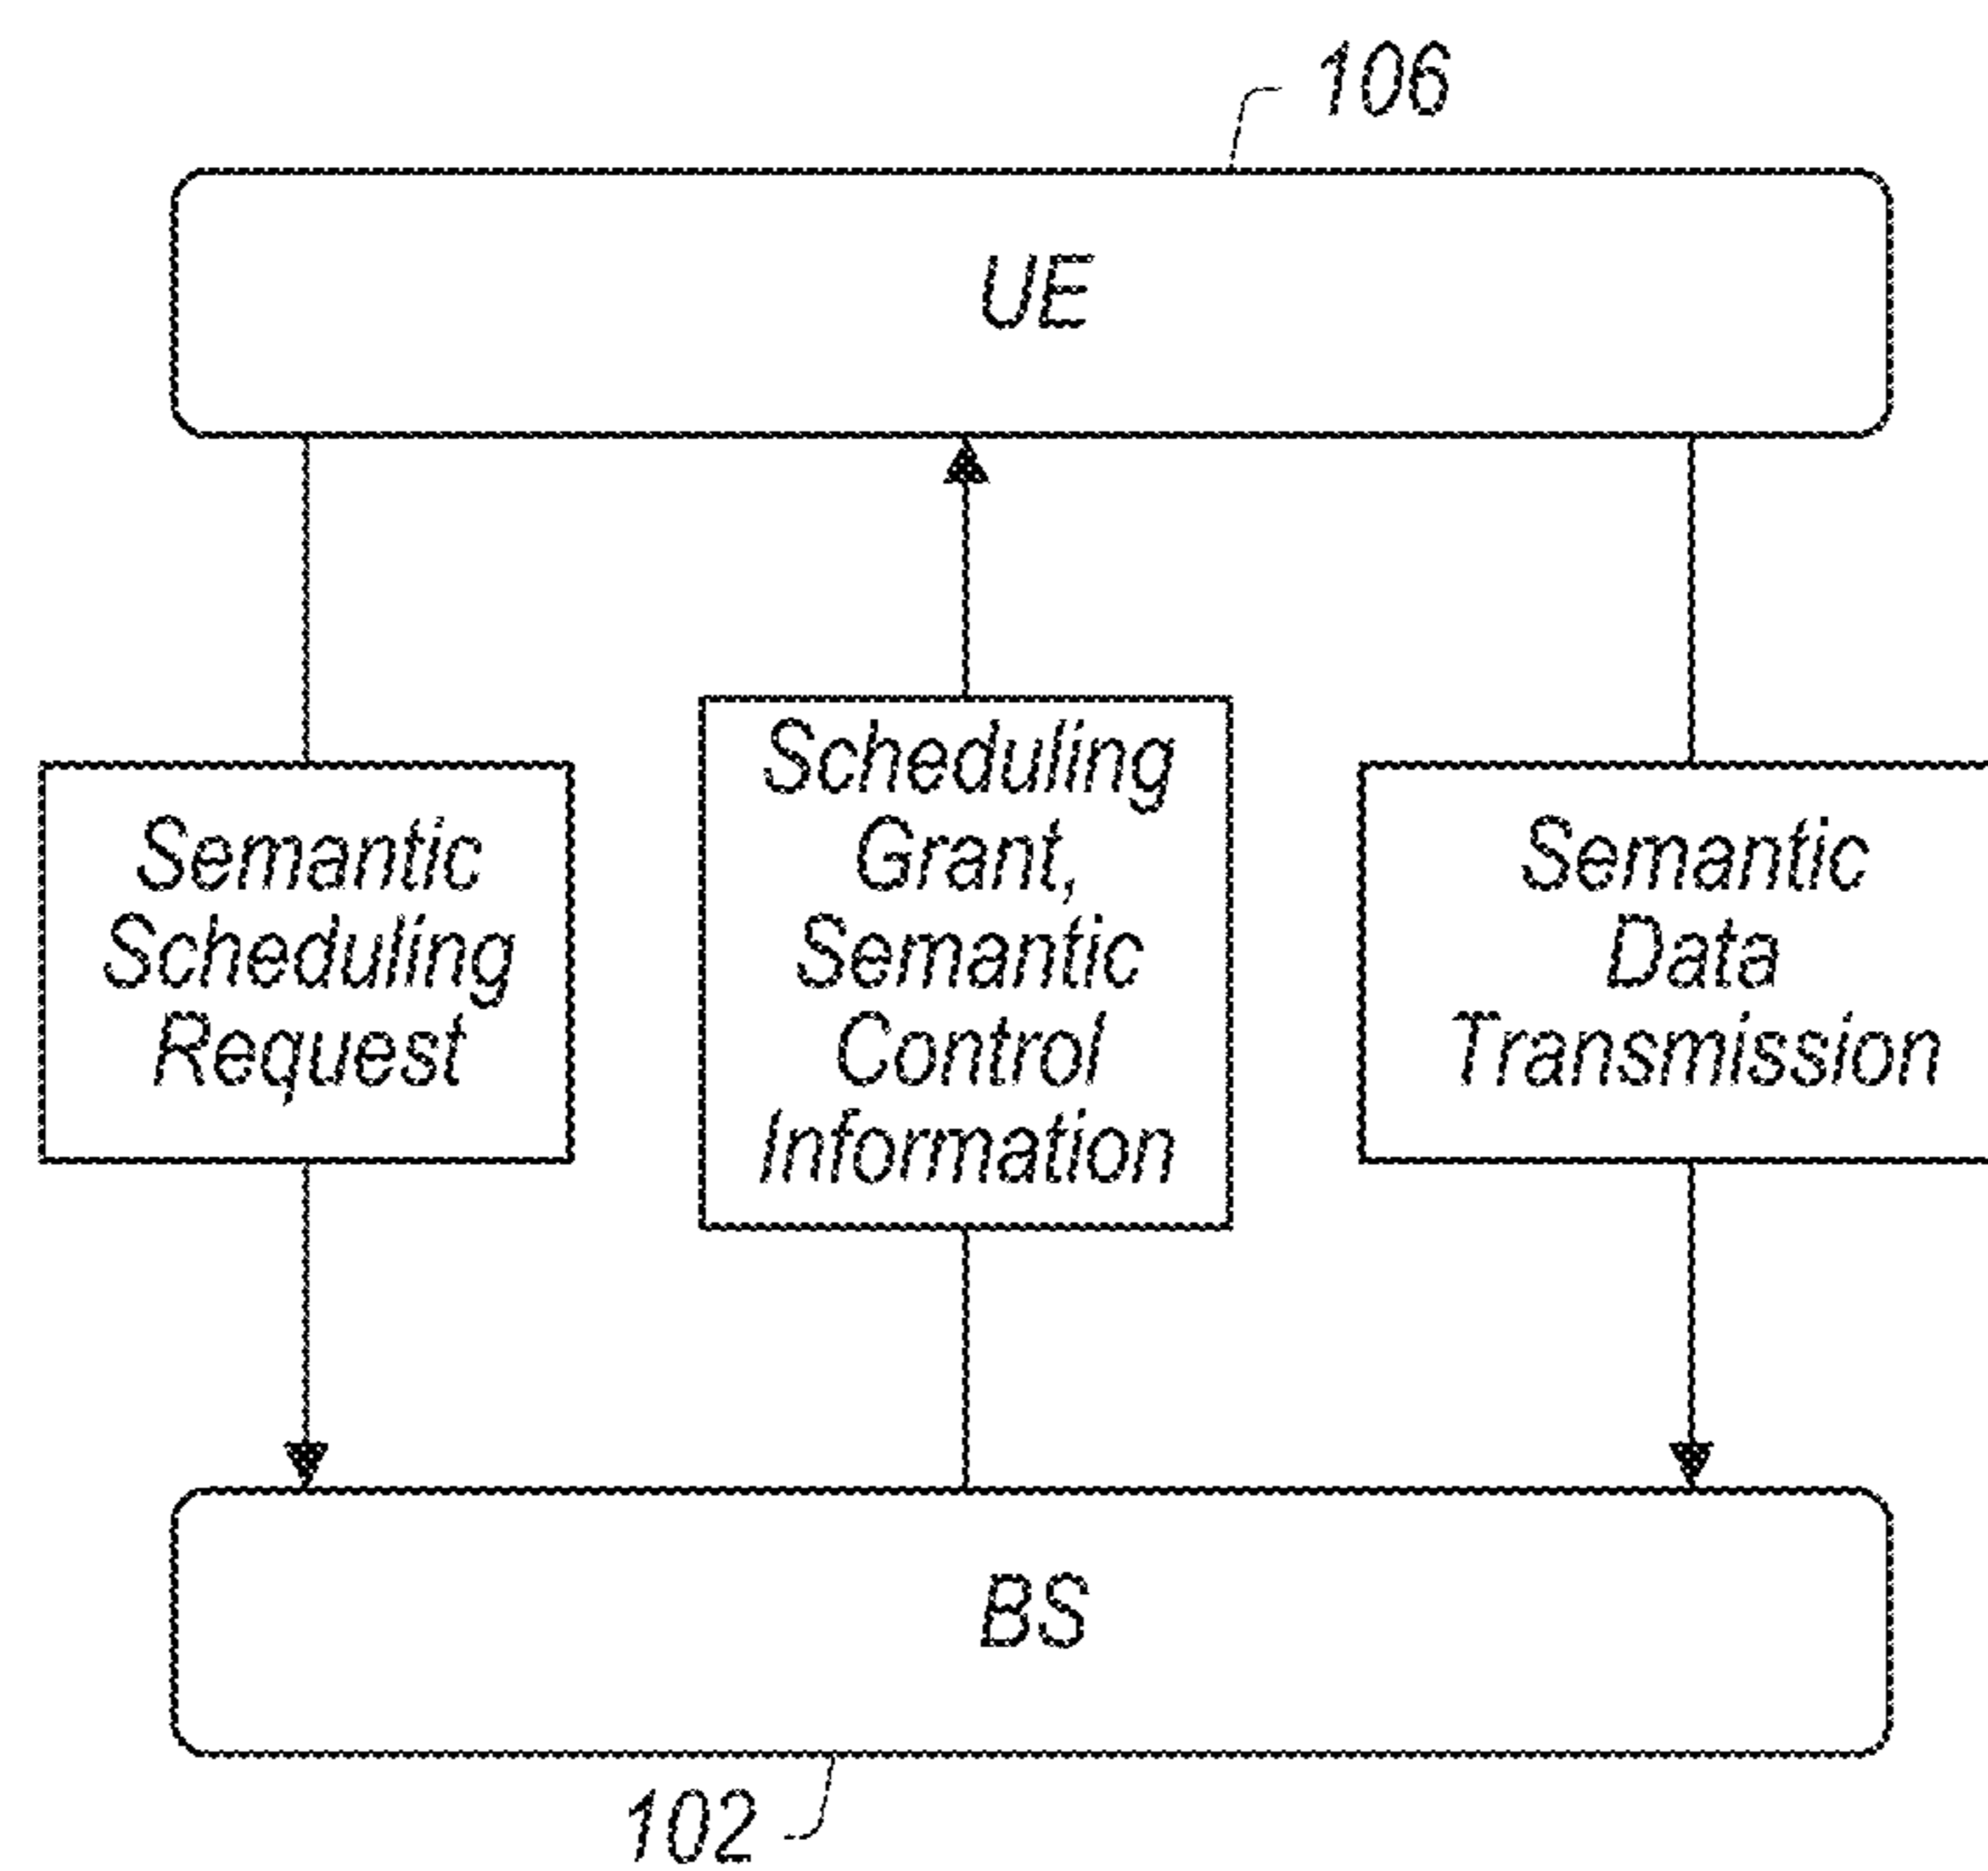 106
UE
Semantic
Scheduling
Request
Scheduling
Grant,
Semantic
Control
Information
Semantic
Data
Transmission
BS
102